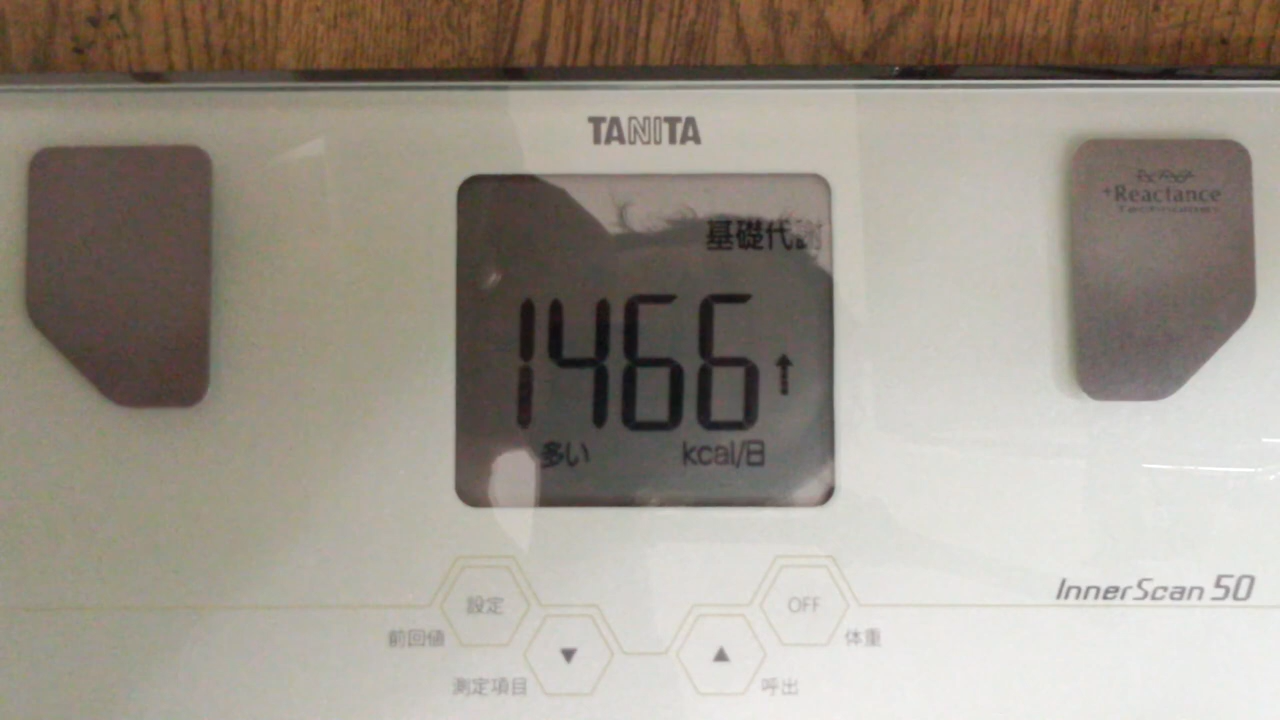 TANITA
+Reactance
Technology
基礎代謝
1466↑
多い kcal/日
InnerScan 50
設定
OFF
前回値
体重
▼
▲
測定項目
呼出